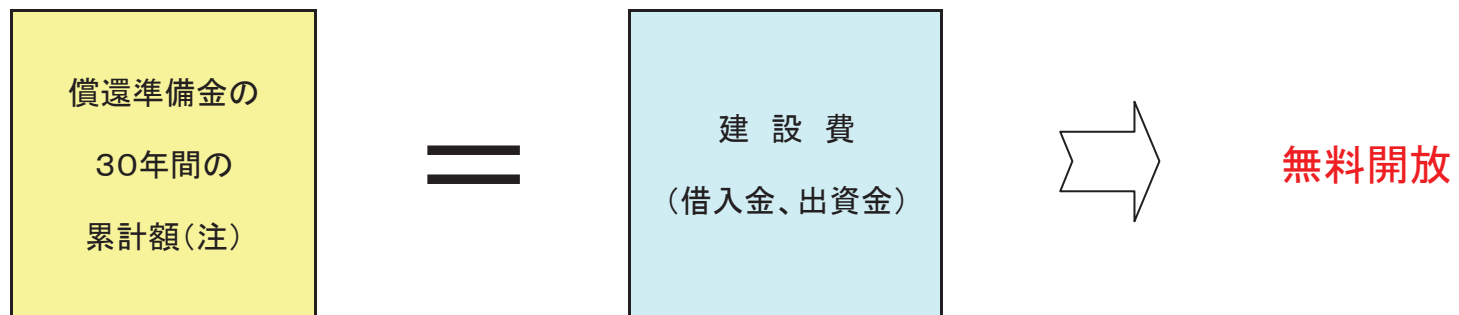 償還準備金の
30年間の
累計額(注)
=
建 設 費
(借入金、出資金)
無料開放